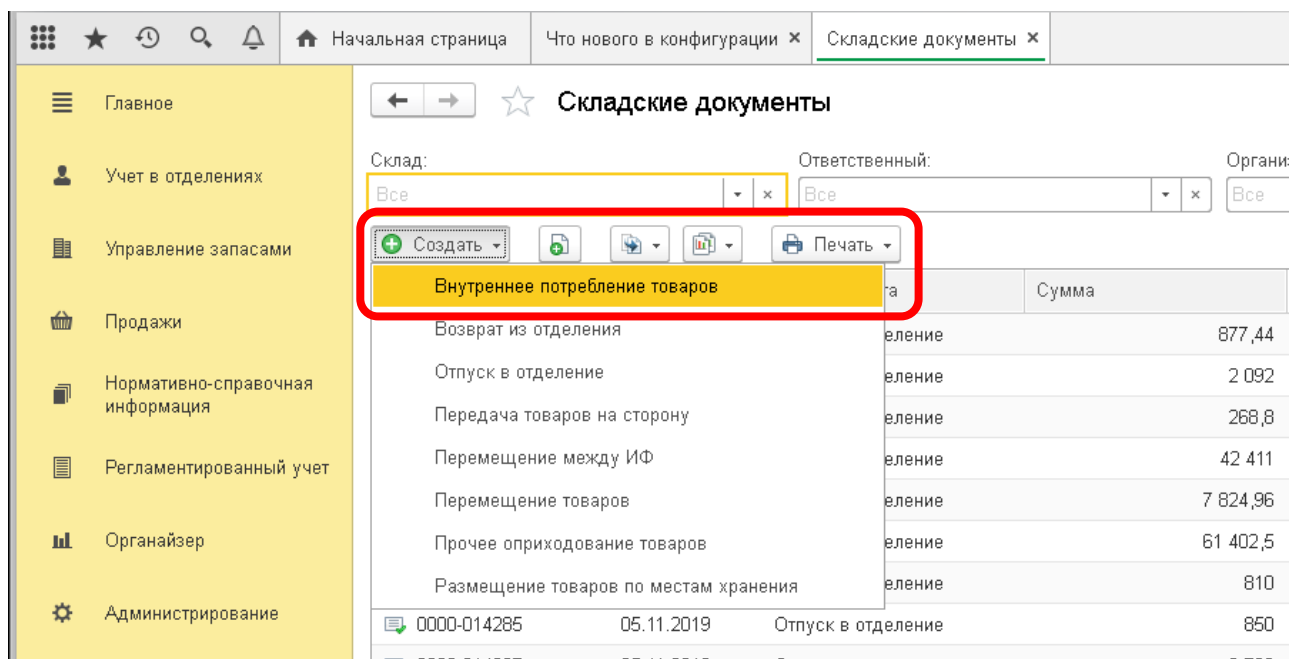 Начальная страница
Что нового в конфигурации ×
Складские документы ×
Главное
Учет в отделениях
Управление запасами
Продажи
Нормативно-справочная
информация
Регламентированный учет
Органайзер
Администрирование
Складские документы
Склад:
Ответственный:
Органи
Все
Все
Все
Создать
Печать
Внутреннее потребление товаров
Возврат из отделения
Отпуск в отделение
Передача товаров на сторону
Перемещение между ИФ
Перемещение товаров
Прочее оприходование товаров
Размещение товаров по местам хранения
та Сумма
еление 877,44
еление 2 092
еление 268,8
еление 42 411
еление 7 824,96
еление 61 402,5
еление 810
0000-014285 05.11.2019 Отпуск в отделение 850